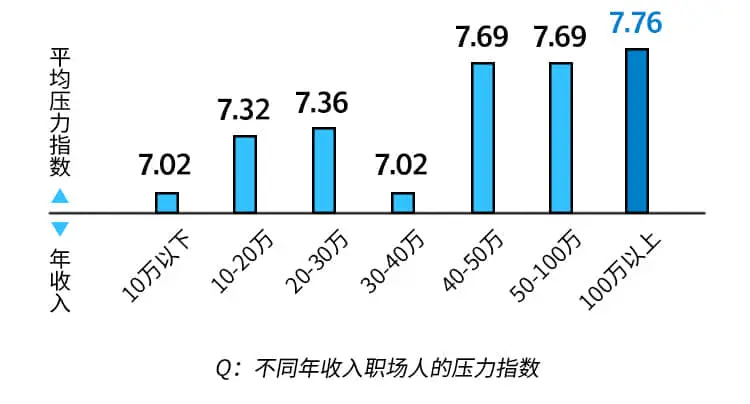 平均压力指数
7.02
7.32
7.36
7.02
7.69
7.69
7.76
年收入
10万以下
10-20万
20-30万
30-40万
40-50万
50-100万
100万以上
Q：不同年收入职场人的压力指数